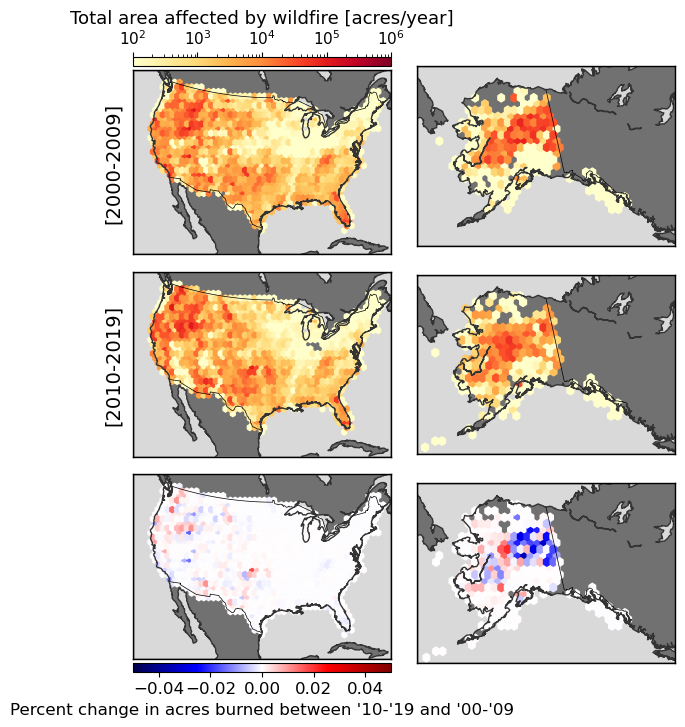 Total area affected by wildfire [acres/year]
10² 10³ 10⁴ 10⁵ 10⁶
[2000-2009]
[2010-2019]
−0.04 −0.02 0.00 0.02 0.04
Percent change in acres burned between '10-'19 and '00-'09